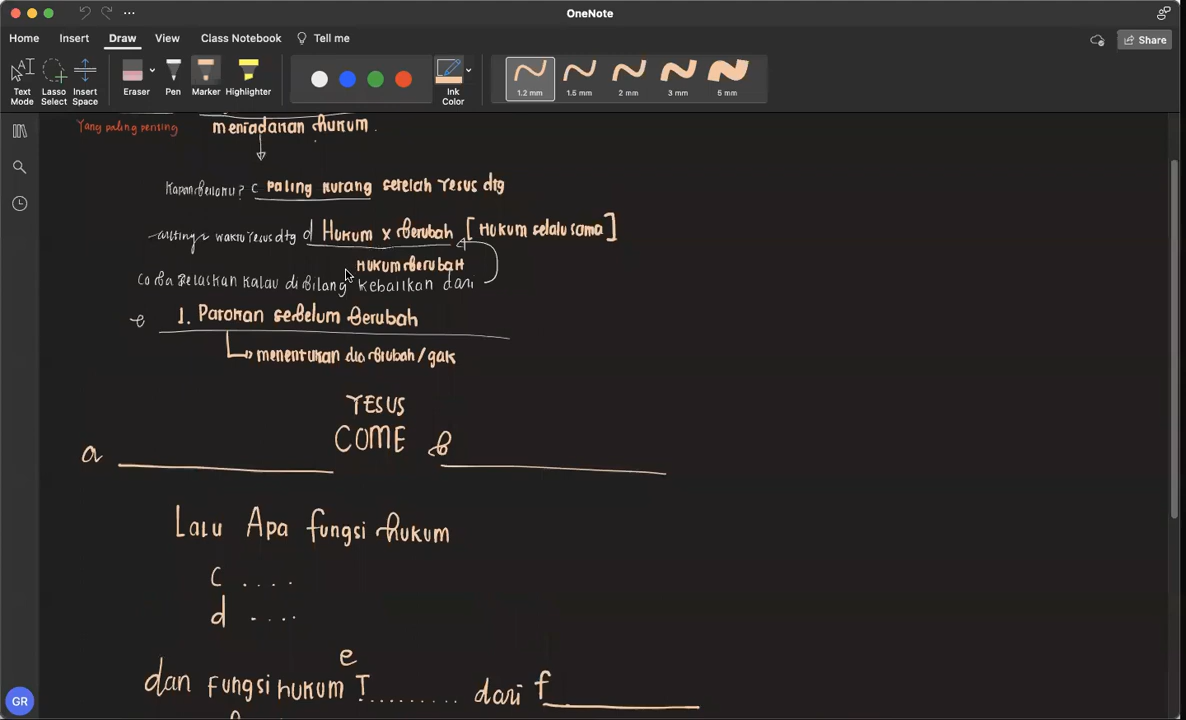 OneNote
Home Insert Draw View Class Notebook Tell me
Share
Text Mode
Lasso Select
Insert Space
Eraser
Pen
Marker
Highlighter
Ink Color
1.2 mm 1.5 mm 2 mm 3 mm 5 mm
Yang paling penting
meniadakan hukum.
Kapan berlaku? c paling kurang setelah Yesus dtg
waktu Yesus dtg d Hukum x berubah [Hukum selalu sama]
Hukum berubah
Coba jelaskan kalau dibilang kebalikan dari
e 1. Patokan sebelum berubah
menentukan dia brubah/gak
YESUS
COME
a b
Lalu Apa fungsi hukum
c ....
d ....
e
dan fungsi hukum T......... dari f
GR